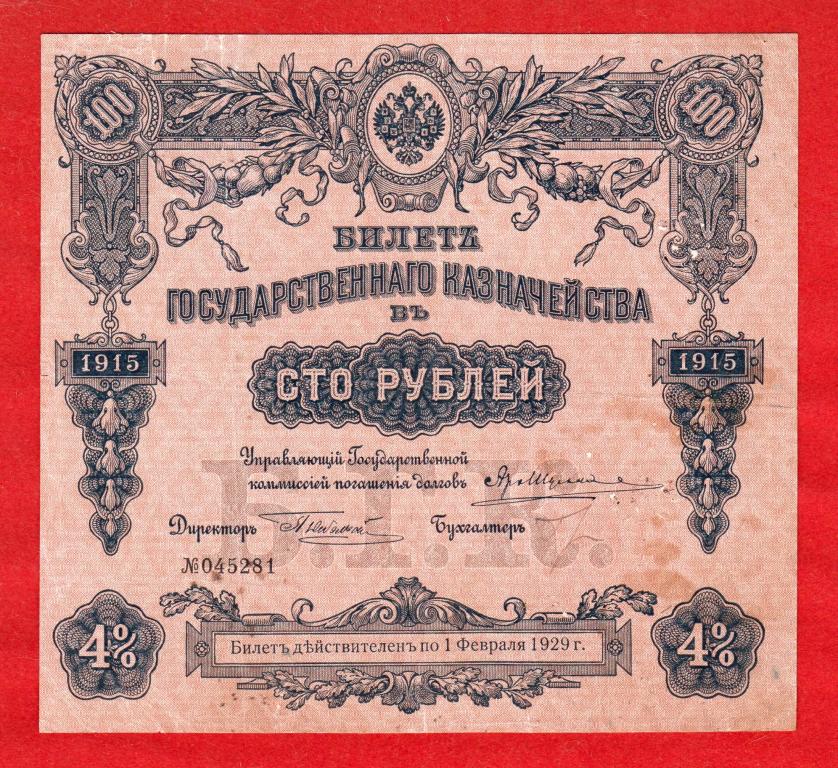 100 100
БИЛЕТЪ
ГОСУДАРСТВЕННАГО КАЗНАЧЕЙСТВА
ВЪ
1915 1915
СТО РУБЛЕЙ
Управляющій Государственной
коммиссіей погашенія долговъ
Директоръ Бухгалтеръ
Б.Г.К.
№045281
4% 4%
Билетъ дѣйствителенъ по 1 Февраля 1929 г.